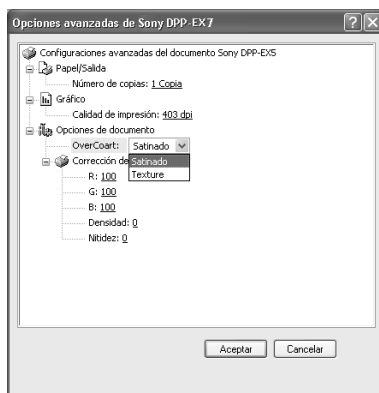 Opciones avanzadas de Sony DPP-EX7
Configuraciones avanzadas del documento Sony DPP-EX5
Papel/Salida
Número de copias: 1 Copia
Gráfico
Calidad de impresión: 403 dpi
Opciones de documento
OverCoart: Satinado
Corrección de
Satinado
Texture
R: 100
G: 100
B: 100
Densidad: 0
Nitidez: 0
Aceptar Cancelar